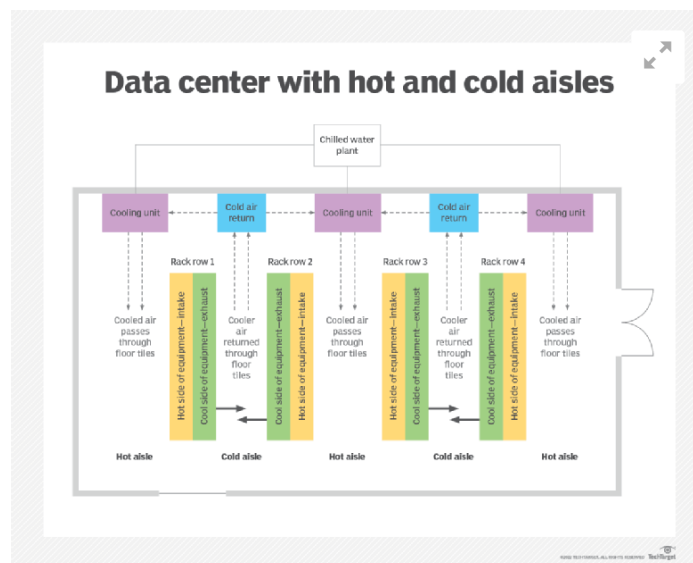 Data center with hot and cold aisles
Chilled water
plant
Cooling unit
Cold air
return
Cooling unit
Cold air
return
Cooling unit
Rack row 1
Rack row 2
Rack row 3
Rack row 4
Cooled air
passes
through
floor tiles
Hot side of equipment—intake
Cool side of equipment—exhaust
Cooler
air
returned
through
floor
tiles
Cool side of equipment—exhaust
Hot side of equipment—intake
Cooled air
passes
through
floor tiles
Hot side of equipment—intake
Cool side of equipment—exhaust
Cooler
air
returned
through
floor
tiles
Cool side of equipment—exhaust
Hot side of equipment—intake
Cooled air
passes
through
floor tiles
Hot aisle
Cold aisle
Hot aisle
Cold aisle
Hot aisle
TechTarget